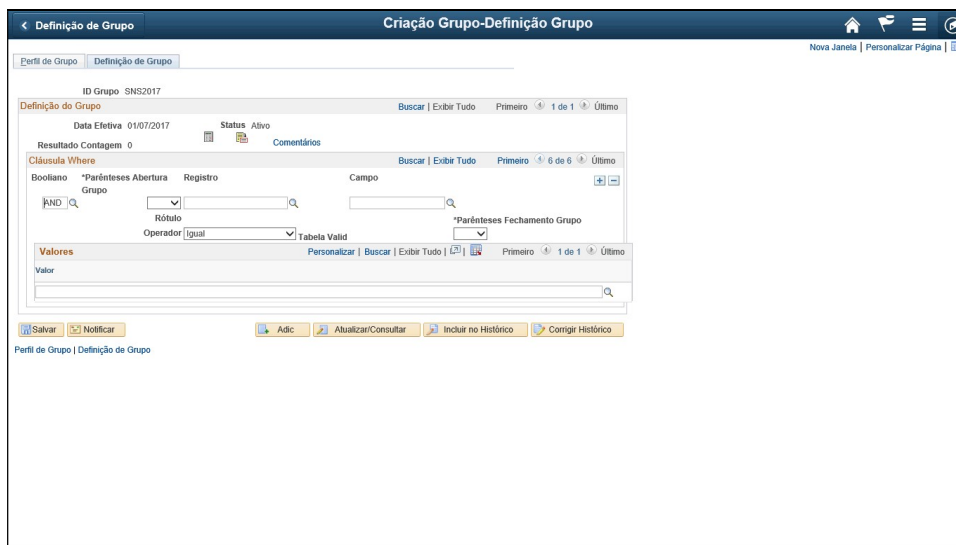 Definição de Grupo
Criação Grupo-Definição Grupo
Nova Janela | Personalizar Página |
Perfil de Grupo
Definição de Grupo
ID Grupo SNS2017
Definição do Grupo
Buscar | Exibir Tudo
Primeiro 1 de 1 Último
Data Efetiva 01/07/2017
Status Ativo
Resultado Contagem 0
Comentários
Cláusula Where
Buscar | Exibir Tudo
Primeiro 6 de 6 Último
Booliano
*Parênteses Abertura Grupo
Registro
Campo
AND
Rótulo
*Parênteses Fechamento Grupo
Operador Igual
Tabela Valid
Valores
Personalizar | Buscar | Exibir Tudo | |
Primeiro 1 de 1 Último
Valor
Salvar
Notificar
Adic
Atualizar/Consultar
Incluir no Histórico
Corrigir Histórico
Perfil de Grupo | Definição de Grupo